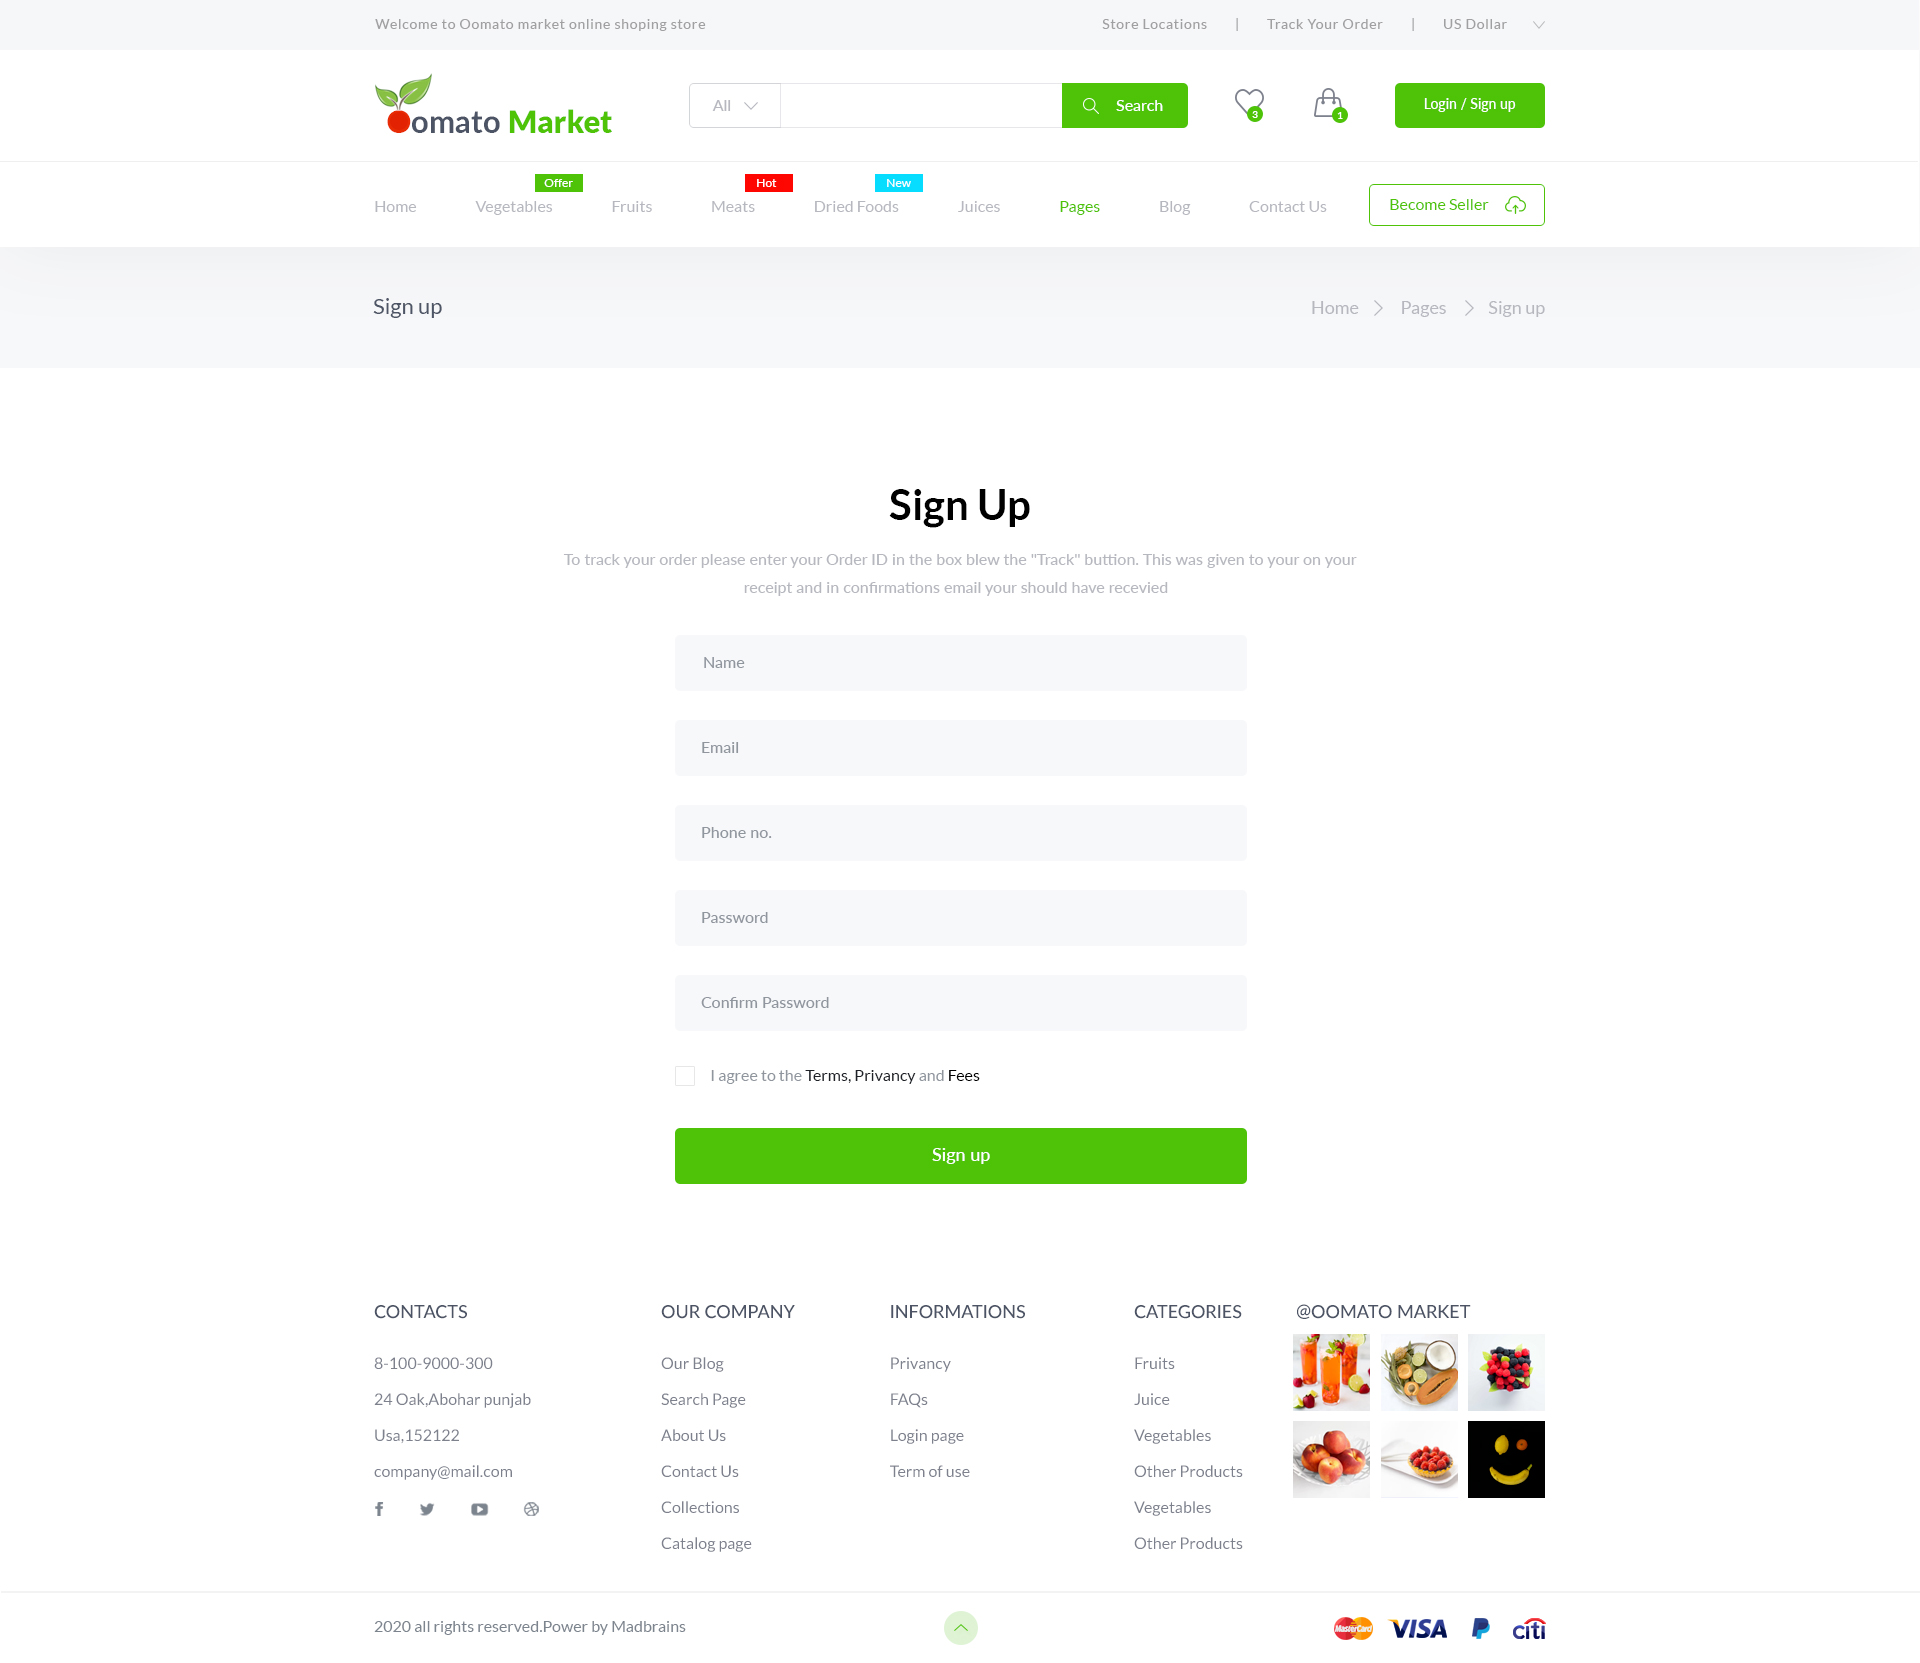 Welcome to Oomato market online shoping store
Store Locations | Track Your Order | US Dollar
omato Market
All
Search
3
1
Login / Sign up
Offer
Hot
New
Home
Vegetables
Fruits
Meats
Dried Foods
Juices
Pages
Blog
Contact Us
Become Seller
Sign up
Home
Pages
Sign up
Sign Up
To track your order please enter your Order ID in the box blew the "Track" button. This was given to your on your
receipt and in confirmations email your should have recevied
Name
Email
Phone no.
Password
Confirm Password
I agree to the Terms, Privancy and Fees
Sign up
CONTACTS
8-100-9000-300
24 Oak,Abohar punjab
Usa,152122
company@mail.com
OUR COMPANY
Our Blog
Search Page
About Us
Contact Us
Collections
Catalog page
INFORMATIONS
Privancy
FAQs
Login page
Term of use
CATEGORIES
Fruits
Juice
Vegetables
Other Products
Vegetables
Other Products
@OOMATO MARKET
2020 all rights reserved.Power by Madbrains
MasterCard
VISA
citi